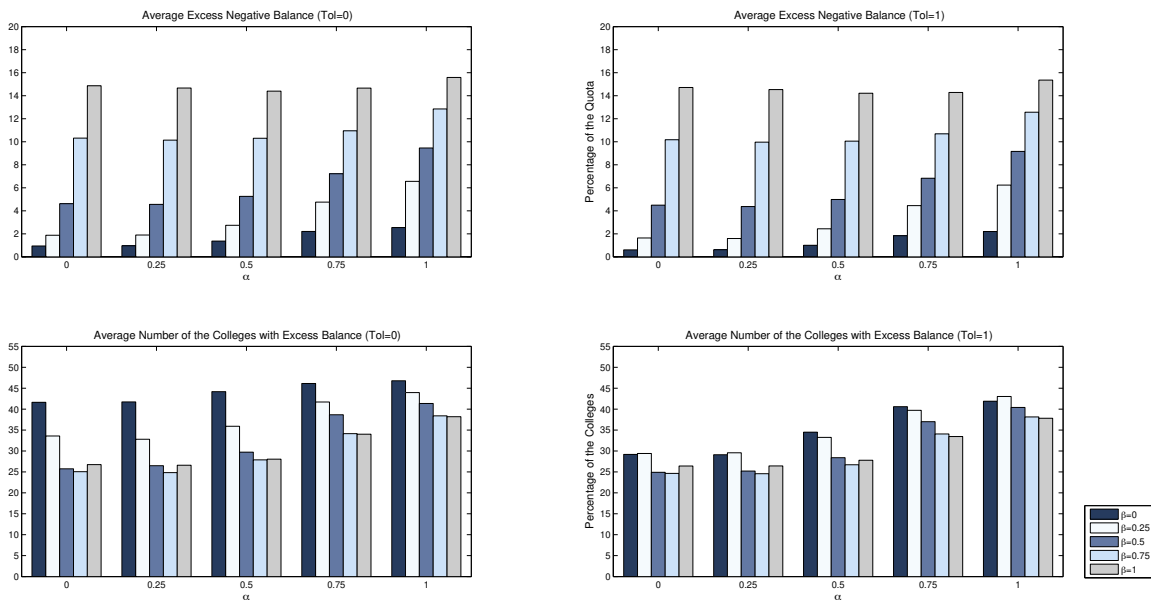 Average Excess Negative Balance (Tol=0)
20
18
16
14
12
10
8
6
4
2
0
0 0.25 0.5 0.75 1
α
Average Excess Negative Balance (Tol=1)
Percentage of the Quota
20
18
16
14
12
10
8
6
4
2
0
0 0.25 0.5 0.75 1
α
Average Number of the Colleges with Excess Balance (Tol=0)
55
50
45
40
35
30
25
20
15
10
5
0
0 0.25 0.5 0.75 1
α
Average Number of the Colleges with Excess Balance (Tol=1)
Percentage of the Colleges
55
50
45
40
35
30
25
20
15
10
5
0
0 0.25 0.5 0.75 1
α
β=0
β=0.25
β=0.5
β=0.75
β=1